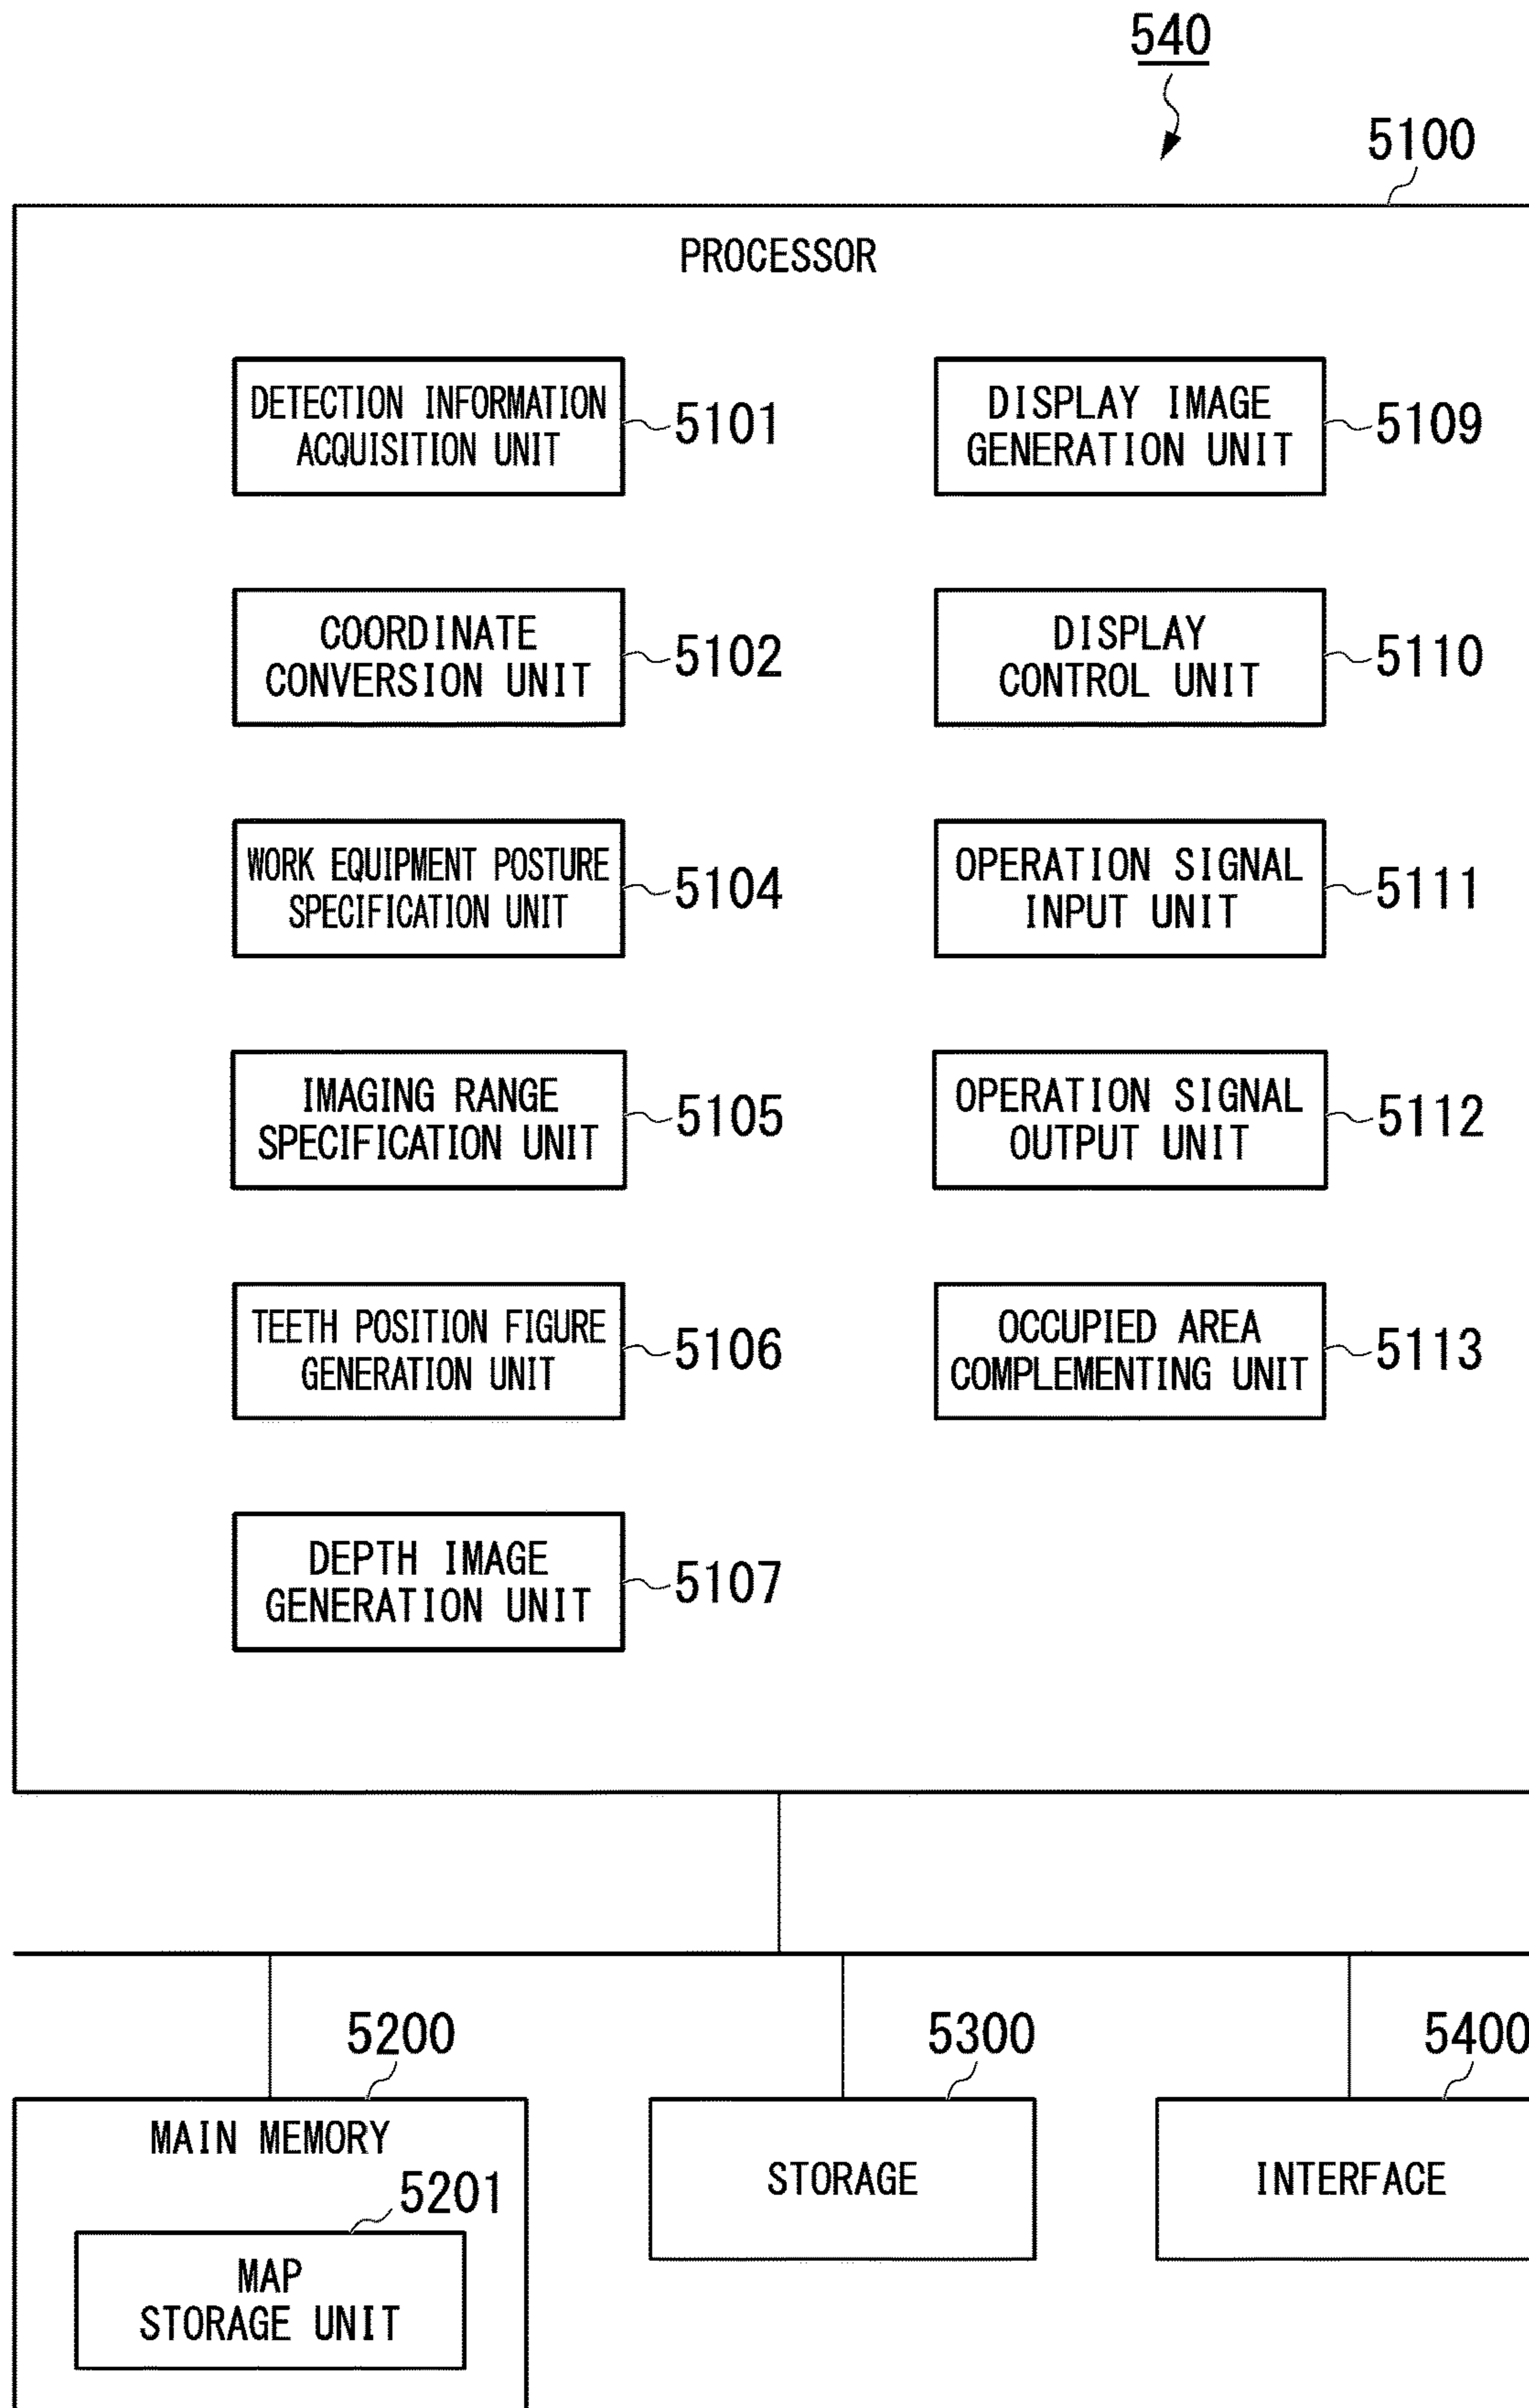 540
5100
PROCESSOR
DETECTION INFORMATION
ACQUISITION UNIT
5101
COORDINATE
CONVERSION UNIT
5102
WORK EQUIPMENT POSTURE
SPECIFICATION UNIT
5104
IMAGING RANGE
SPECIFICATION UNIT
5105
TEETH POSITION FIGURE
GENERATION UNIT
5106
DEPTH IMAGE
GENERATION UNIT
5107
DISPLAY IMAGE
GENERATION UNIT
5109
DISPLAY
CONTROL UNIT
5110
OPERATION SIGNAL
INPUT UNIT
5111
OPERATION SIGNAL
OUTPUT UNIT
5112
OCCUPIED AREA
COMPLEMENTING UNIT
5113
5200
MAIN MEMORY
5201
MAP
STORAGE UNIT
5300
STORAGE
5400
INTERFACE